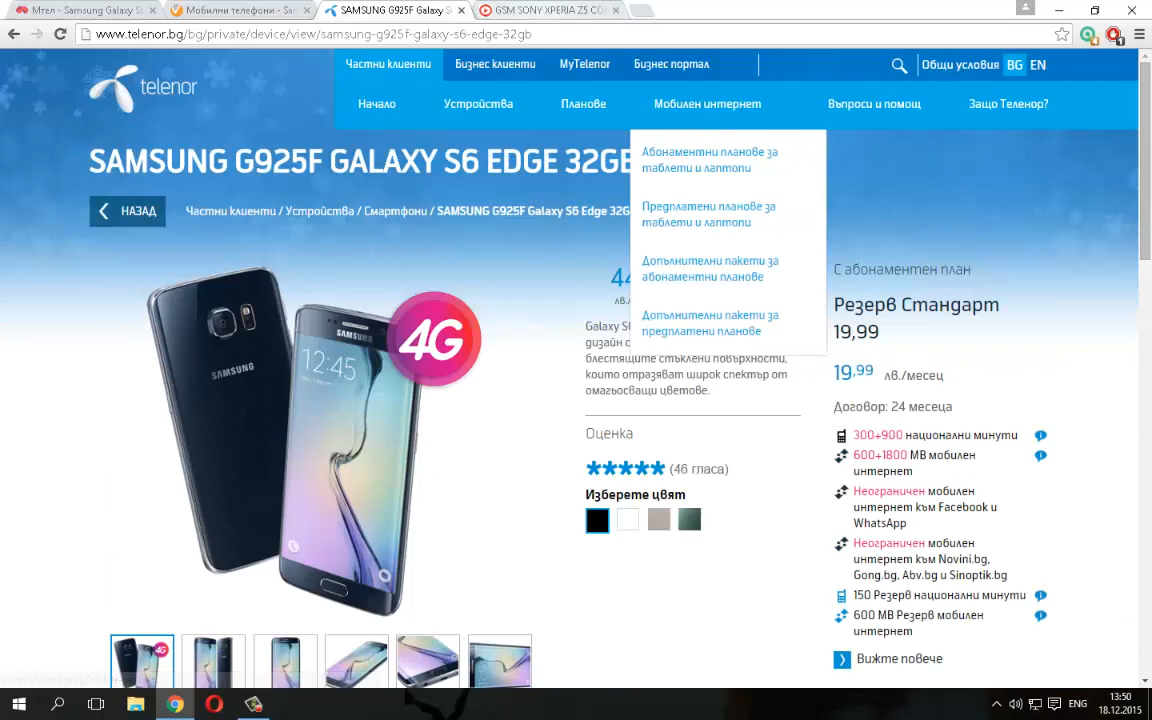 Мтел - Samsung Galaxy S
Мобилни телефони - Sam
SAMSUNG G925F Galaxy S
GSM SONY XPERIA Z5 CO
www.telenor.bg/bg/private/device/view/samsung-g925f-galaxy-s6-edge-32gb
telenor
Частни клиенти
Бизнес клиенти
MyTelenor
Бизнес портал
Общи условия
BG
EN
Начало
Устройства
Планове
Мобилен интернет
Въпроси и помощ
Защо Теленор?
SAMSUNG G925F GALAXY S6 EDGE 32GB
НАЗАД
Частни клиенти / Устройства / Смартфони / SAMSUNG G925F Galaxy S6 Edge 32G
Абонаментни планове за
таблети и лаптопи
Предплатени планове за
таблети и лаптопи
Допълнителни пакети за
абонаментни планове
Допълнителни пакети за
предплатени планове
SAMSUNG
SAMSUNG
12:45
4G
44
лв./
Galaxy S6
дизайн с
блестящите стъклени повърхности,
които отразяват широк спектър от
омагьосващи цветове.
Оценка
(46 гласа)
Изберете цвят
С абонаментен план
Резерв Стандарт
19,99
19,99 лв./месец
Договор: 24 месеца
300+900 национални минути
600+1800 MB мобилен
интернет
Неограничен мобилен
интернет към Facebook и
WhatsApp
Неограничен мобилен
интернет към Novini.bg,
Gong.bg, Abv.bg и Sinoptik.bg
150 Резерв национални минути
600 MB Резерв мобилен
интернет
Вижте повече
4G
ENG
13:50
18.12.2015